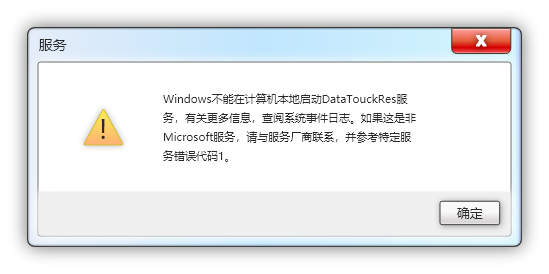 服务
Windows不能在计算机本地启动DataTouckRes服
务，有关更多信息，查阅系统事件日志。如果这是非
Microsoft服务，请与服务厂商联系，并参考特定服
务错误代码1。
确定